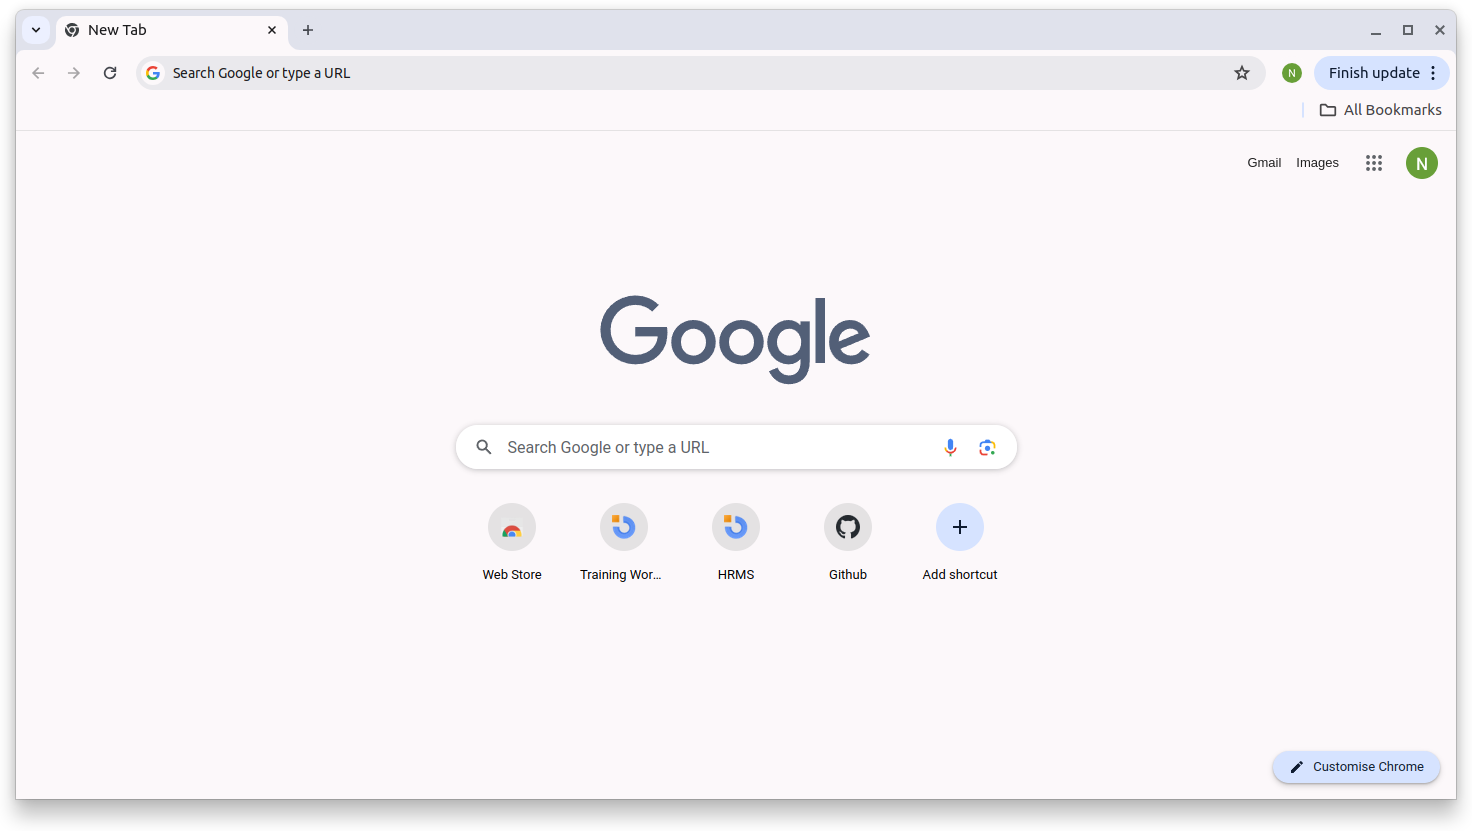 New Tab
Search Google or type a URL
N
Finish update
All Bookmarks
Gmail Images
N
Google
Search Google or type a URL
Web Store Training Wor... HRMS Github Add shortcut
Customise Chrome